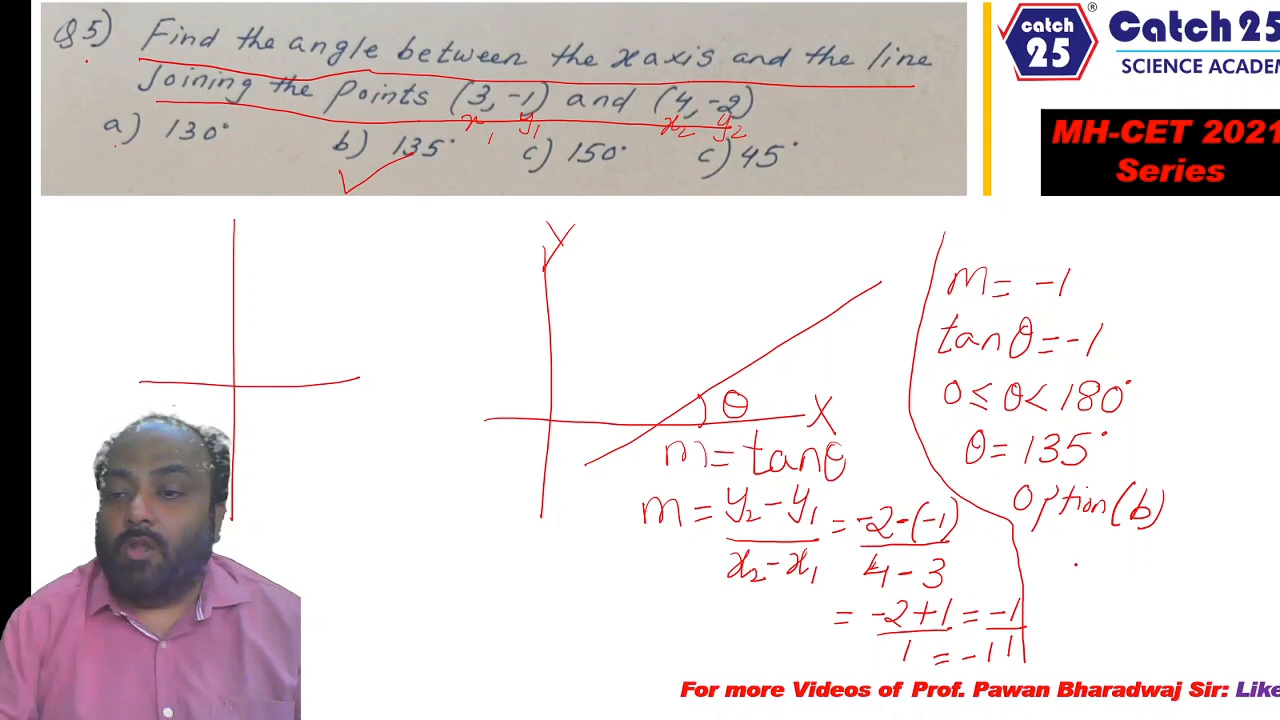 Q5) Find the angle between the x axis and the line
joining the points (3, -1) and (4, -2)
x1 y1 x2 y2
a) 130° b) 135° c) 150° c) 45°
catch
25
Catch 25
SCIENCE ACADEM
MH-CET 2021
Series
Y
θ
X
m = tanθ
m = y2 - y1 / x2 - x1 = -2 - (-1) / 4 - 3
= -2 + 1 / 1 = -1 / 1
= -1
m = -1
tan θ = -1
0 ≤ θ < 180°
θ = 135°
option (b)
For more Videos of Prof. Pawan Bharadwaj Sir: Like